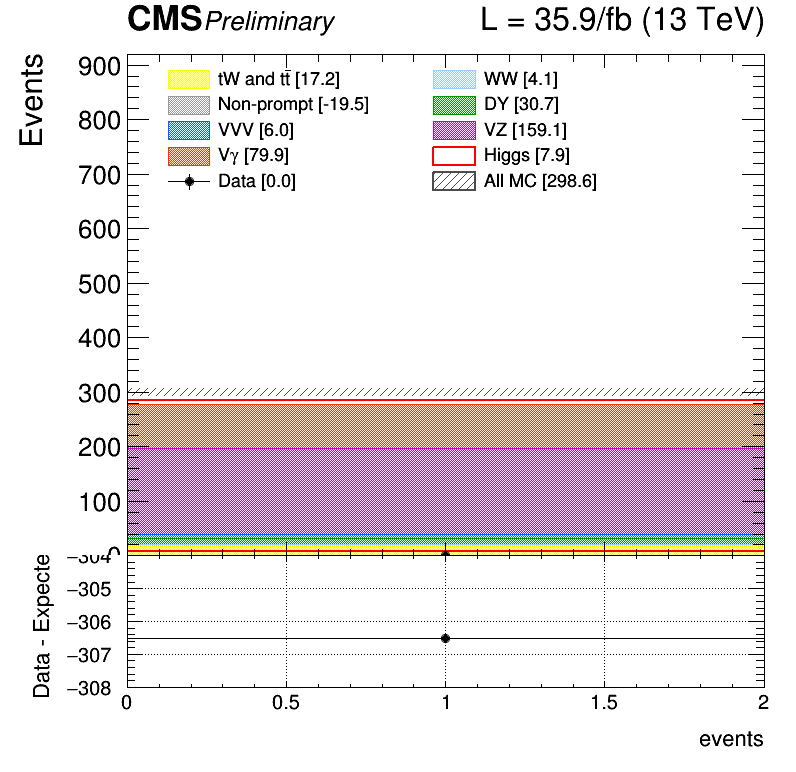 CMS Preliminary L = 35.9/fb (13 TeV)
Events
900
800
700
600
500
400
300
200
100
tW and tt̄ [17.2]
Non-prompt [-19.5]
VVV [6.0]
Vγ [79.9]
Data [0.0]
WW [4.1]
DY [30.7]
VZ [159.1]
Higgs [7.9]
All MC [298.6]
Data - Expecte
−304
−305
−306
−307
−308
0 0.5 1 1.5 2
events